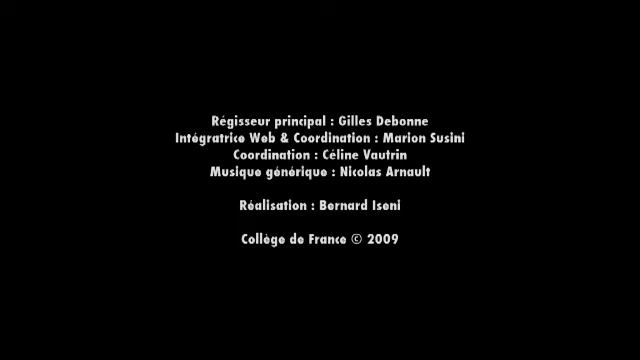 Régisseur principal : Gilles Debonne
Intégratrice Web & Coordination : Marion Susini
Coordination : Céline Vautrin
Musique générique : Nicolas Arnault
Réalisation : Bernard Iseni
Collège de France © 2009